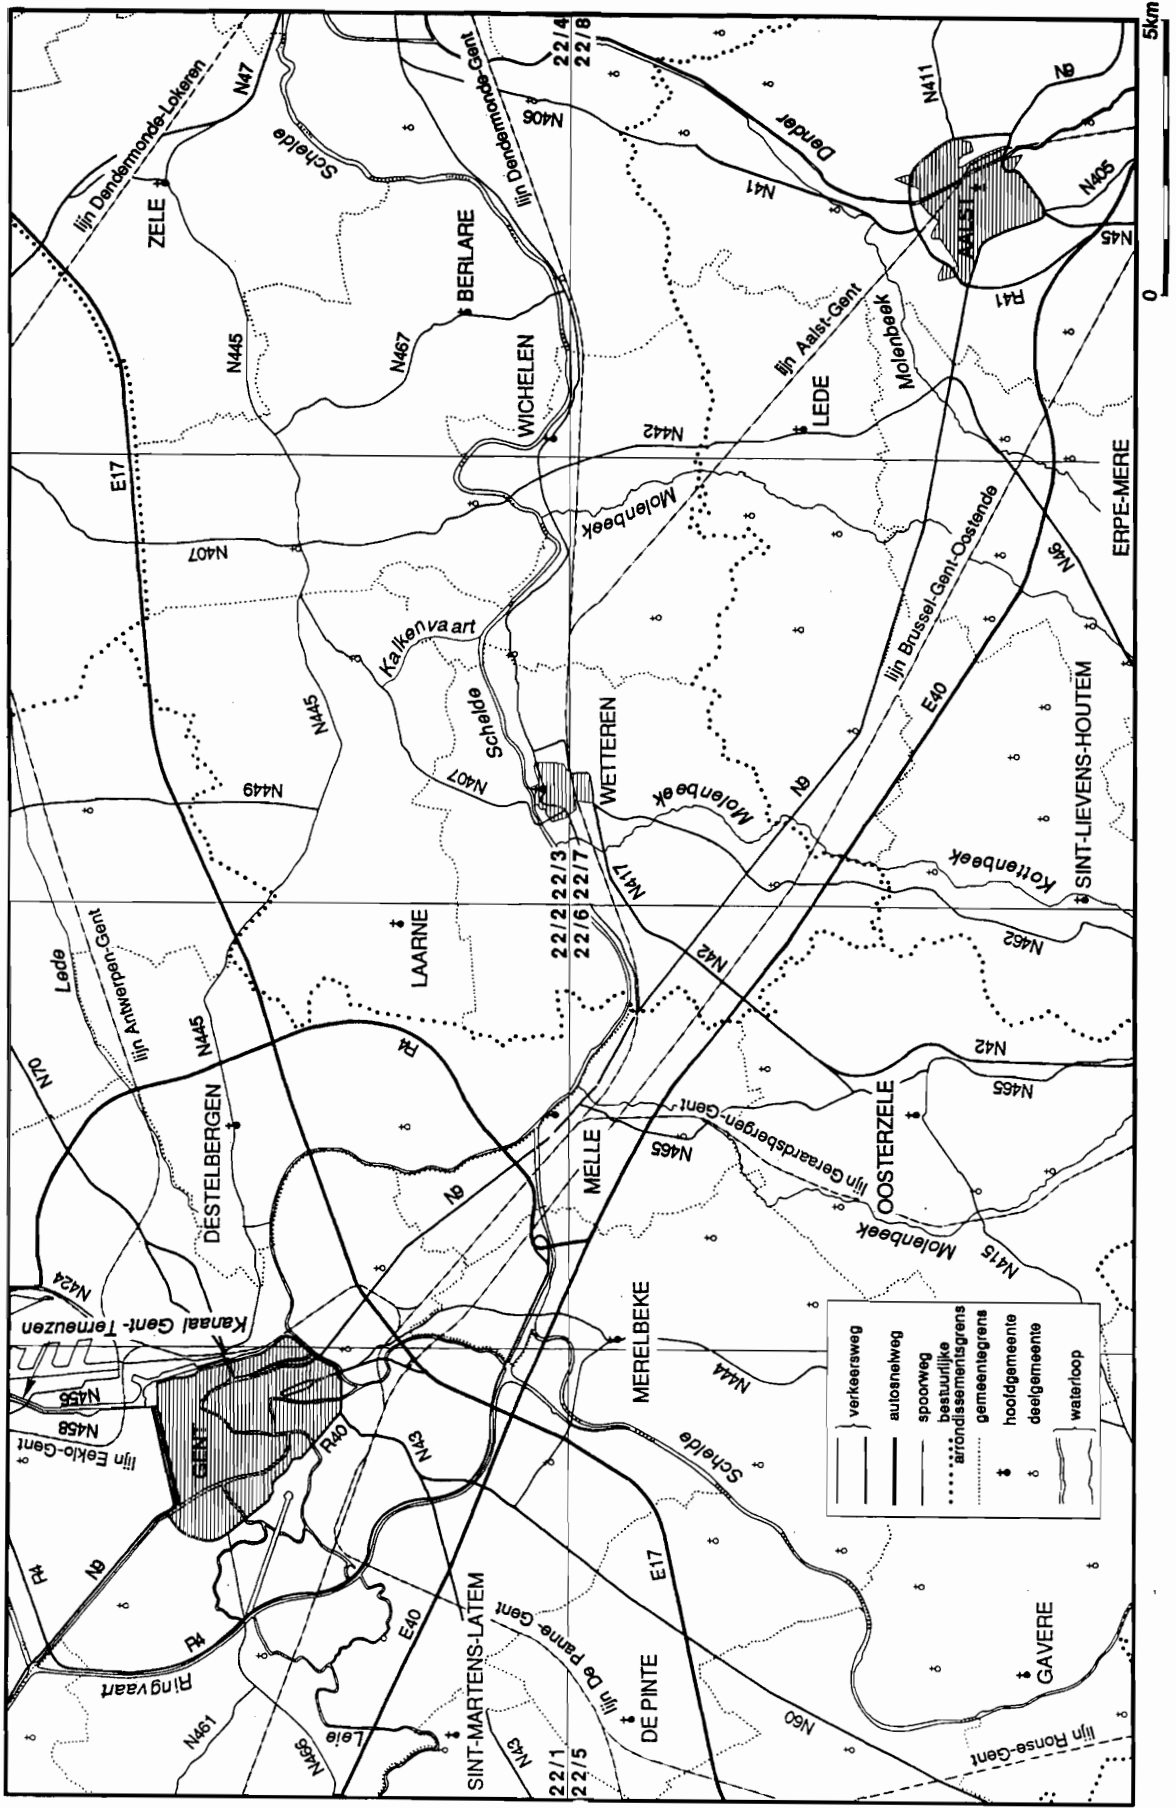 R4
N9
Ringvaart
R4
N461
N466
Leie
lijn Eeklo-Gent
N458
N456
Kanaal Gent-Terneuzen
N424
GENT
R40
N43
E40
SINT-MARTENS-LATEM
N43
22/1
22/5
DE PINTE
lijn De Panne-Gent
E17
N60
lijn Ronse-Gent
GAVERE
Schelde
N444
MERELBEKE
MELLE
N9
DESTELBERGEN
N70
lijn Antwerpen-Gent
Lede
N445
R4
LAARNE
22/2
22/3
22/6
22/7
N417
N42
N465
lijn Geraardsbergen-Gent
Molenbeek
OOSTERZELE
N415
N465
N42
N462
Kottenbeek
SINT-LIEVENS-HOUTEM
Molenbeek
WETTEREN
N9
E40
N449
N445
N407
Schelde
Kalkenvaart
N407
E17
N445
N467
ZELE
N47
lijn Dendermonde-Lokeren
Schelde
BERLARE
WICHELEN
lijn Dendermonde-Gent
N406
22/4
22/8
N442
Molenbeek
LEDE
lijn Aalst-Gent
Molenbeek
lijn Brussel-Gent-Oostende
N46
ERPE-MERE
N41
Dender
N411
N9
AALST
N405
N45
R41
0
5km
verkeersweg
autosnelweg
spoorweg
bestuurlijke
arrondissementsgrens
gemeentegrens
hoofdgemeente
deelgemeente
waterloop